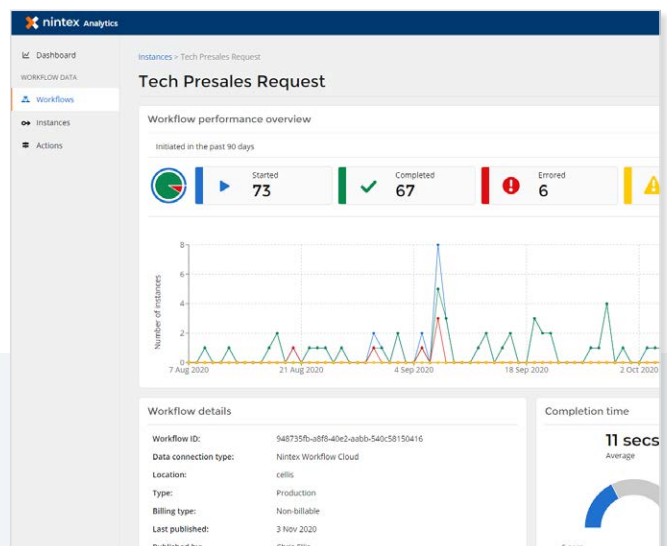 nintex Analytics
Dashboard
WORKFLOW DATA
Workflows
Instances
Actions
Instances > Tech Presales Request
Tech Presales Request
Workflow performance overview
Initiated in the past 90 days
Started
73
Completed
67
Errored
6
Number of instances
8
6
4
2
0
7 Aug 2020
21 Aug 2020
4 Sep 2020
18 Sep 2020
2 Oct 2020
Workflow details
Workflow ID: 948735fb-a8f8-40e2-aabb-540c58150416
Data connection type: Nintex Workflow Cloud
Location: cellis
Type: Production
Billing type: Non-billable
Last published: 3 Nov 2020
Completion time
11 secs
Average